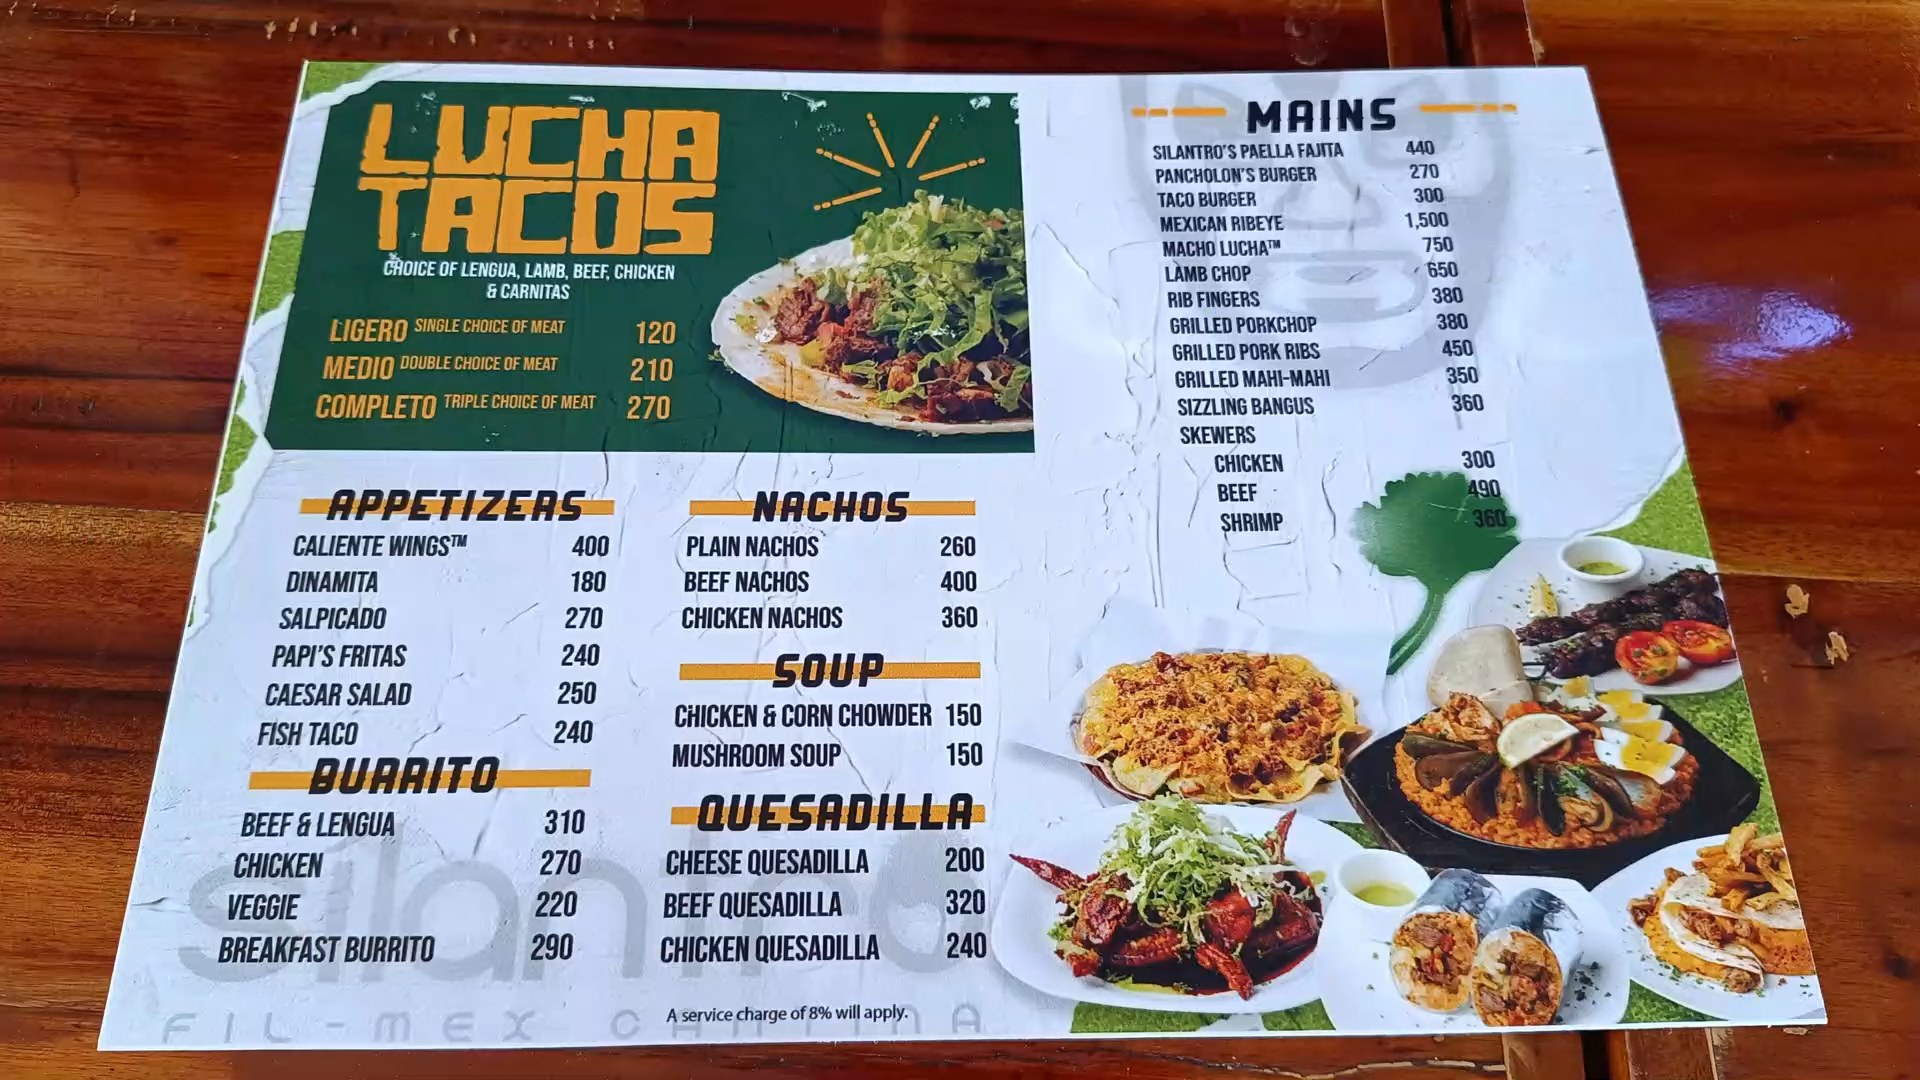 LUCHA
TACOS
CHOICE OF LENGUA, LAMB, BEEF, CHICKEN
& CARNITAS
LIGERO SINGLE CHOICE OF MEAT 120
MEDIO DOUBLE CHOICE OF MEAT 210
COMPLETO TRIPLE CHOICE OF MEAT 270
APPETIZERS
CALIENTE WINGS™ 400
DINAMITA 180
SALPICADO 270
PAPI'S FRITAS 240
CAESAR SALAD 250
FISH TACO 240
BURRITO
BEEF & LENGUA 310
CHICKEN 270
VEGGIE 220
BREAKFAST BURRITO 290
NACHOS
PLAIN NACHOS 260
BEEF NACHOS 400
CHICKEN NACHOS 360
SOUP
CHICKEN & CORN CHOWDER 150
MUSHROOM SOUP 150
QUESADILLA
CHEESE QUESADILLA 200
BEEF QUESADILLA 320
CHICKEN QUESADILLA 240
A service charge of 8% will apply.
silantro
FIL-MEX CANTINA
MAINS
SILANTRO'S PAELLA FAJITA 440
PANCHOLON'S BURGER 270
TACO BURGER 300
MEXICAN RIBEYE 1,500
MACHO LUCHA™ 750
LAMB CHOP 650
RIB FINGERS 380
GRILLED PORKCHOP 380
GRILLED PORK RIBS 450
GRILLED MAHI-MAHI 350
SIZZLING BANGUS 360
SKEWERS
CHICKEN 300
BEEF 490
SHRIMP 360